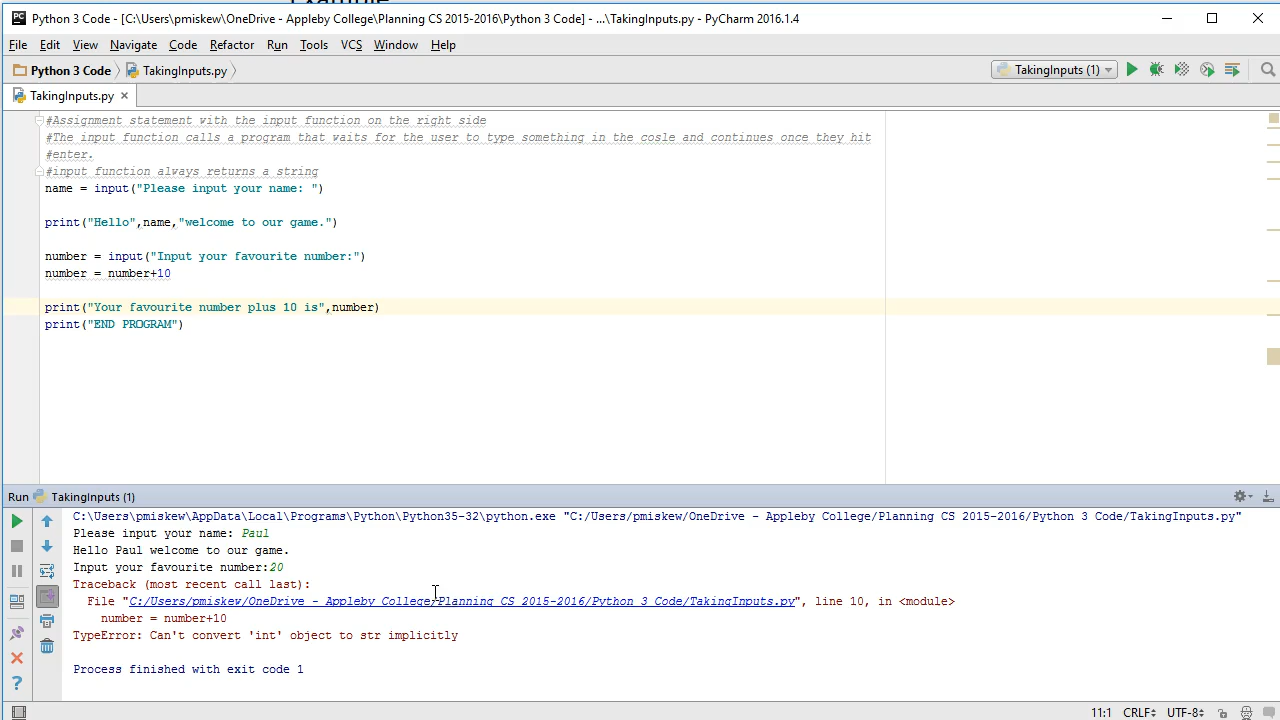 Example
Python 3 Code - [C:\Users\pmiskew\OneDrive - Appleby College\Planning CS 2015-2016\Python 3 Code] - ...\TakingInputs.py - PyCharm 2016.1.4
File Edit View Navigate Code Refactor Run Tools VCS Window Help
Python 3 Code TakingInputs.py TakingInputs (1)
TakingInputs.py ×
#Assignment statement with the input function on the right side
#The input function calls a program that waits for the user to type something in the cosle and continues once they hit
#enter.
#input function always returns a string
name = input("Please input your name: ")
print("Hello",name,"welcome to our game.")
number = input("Input your favourite number:")
number = number+10
print("Your favourite number plus 10 is",number)
print("END PROGRAM")
Run TakingInputs (1)
C:\Users\pmiskew\AppData\Local\Programs\Python\Python35-32\python.exe "C:/Users/pmiskew/OneDrive - Appleby College/Planning CS 2015-2016/Python 3 Code/TakingInputs.py"
Please input your name: Paul
Hello Paul welcome to our game.
Input your favourite number:20
Traceback (most recent call last):
File "C:/Users/pmiskew/OneDrive - Appleby College/Planning CS 2015-2016/Python 3 Code/TakingInputs.py", line 10, in <module>
number = number+10
TypeError: Can't convert 'int' object to str implicitly
Process finished with exit code 1
11:1 CRLF UTF-8